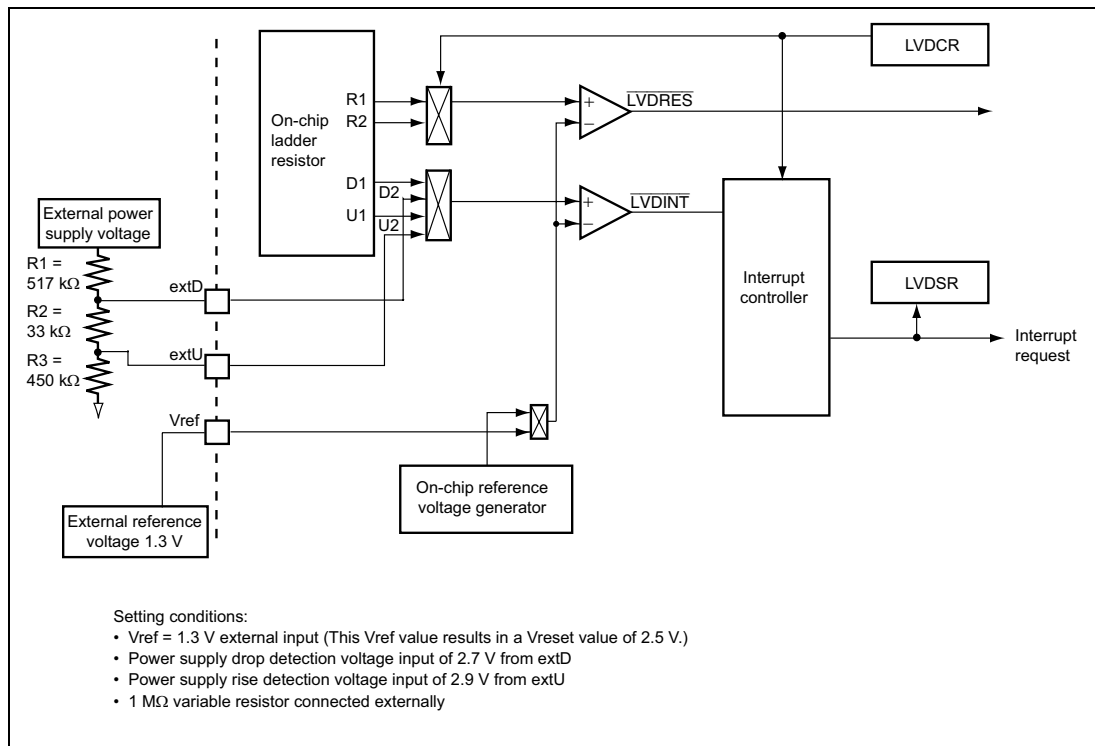 LVDCR
On-chip
ladder
resistor
R1
R2
D1
D2
U1
U2
+
−
LVDRES
+
−
LVDINT
External power
supply voltage
R1 =
517 kΩ
R2 =
33 kΩ
R3 =
450 kΩ
extD
extU
Vref
Interrupt
controller
LVDSR
Interrupt
request
On-chip reference
voltage generator
External reference
voltage 1.3 V
Setting conditions:
• Vref = 1.3 V external input (This Vref value results in a Vreset value of 2.5 V.)
• Power supply drop detection voltage input of 2.7 V from extD
• Power supply rise detection voltage input of 2.9 V from extU
• 1 MΩ variable resistor connected externally